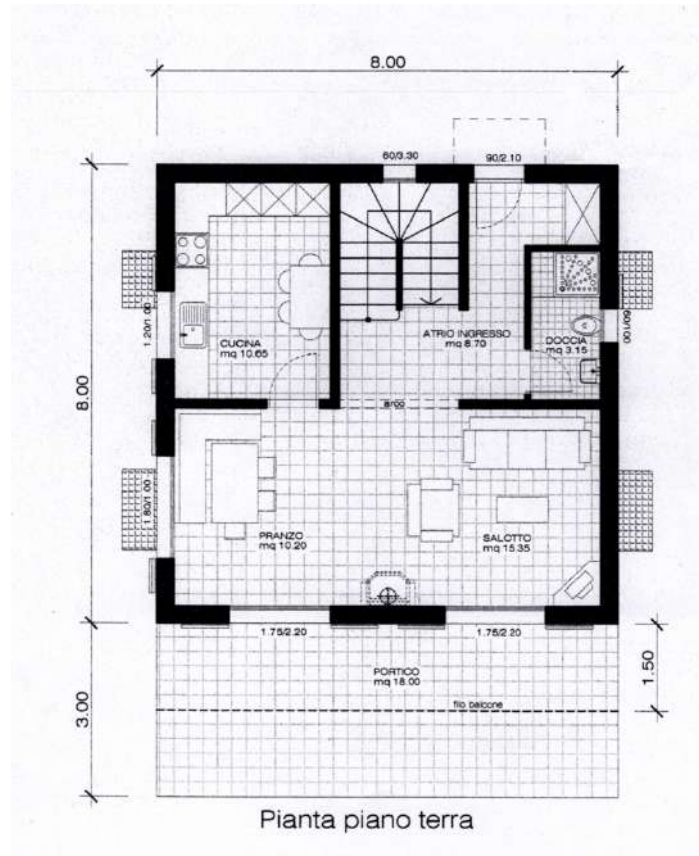 8.00
60/3.30
90/2.10
1.20/1.00
CUCINA
mq 10.65
ATRIO INGRESSO
mq 8.70
DOCCIA
mq 3.15
60/100
8.00
1.80/1.00
PRANZO
mq 10.20
SALOTTO
mq 15.35
1.75/2.20
1.75/2.20
PORTICO
mq 18.00
filo balcone
1.50
3.00
Pianta piano terra